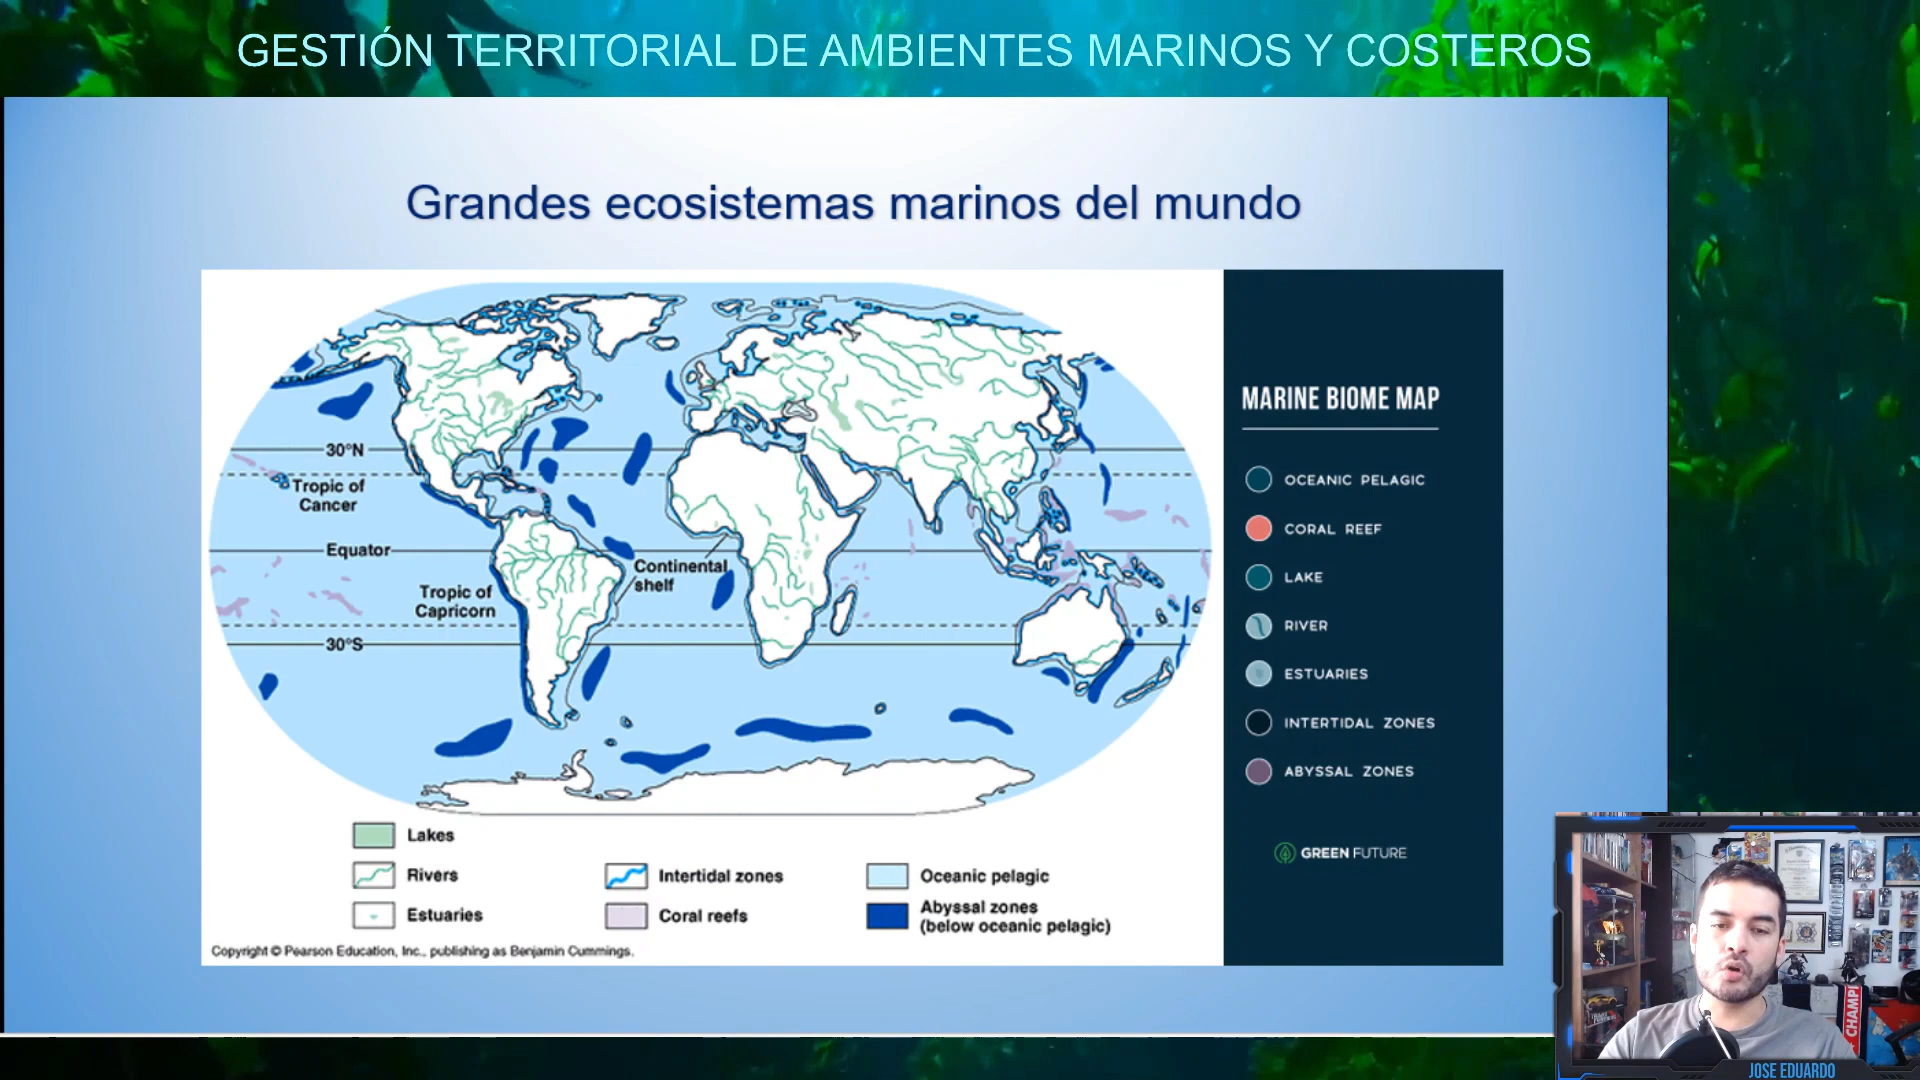 GESTIÓN TERRITORIAL DE AMBIENTES MARINOS Y COSTEROS
Grandes ecosistemas marinos del mundo
30°N
Tropic of
Cancer
Equator
Continental
shelf
Tropic of
Capricorn
30°S
Lakes
Rivers
Estuaries
Intertidal zones
Coral reefs
Oceanic pelagic
Abyssal zones
(below oceanic pelagic)
Copyright © Pearson Education, Inc., publishing as Benjamin Cummings.
MARINE BIOME MAP
OCEANIC PELAGIC
CORAL REEF
LAKE
RIVER
ESTUARIES
INTERTIDAL ZONES
ABYSSAL ZONES
GREEN FUTURE
CHAMPI
JOSE EDUARDO